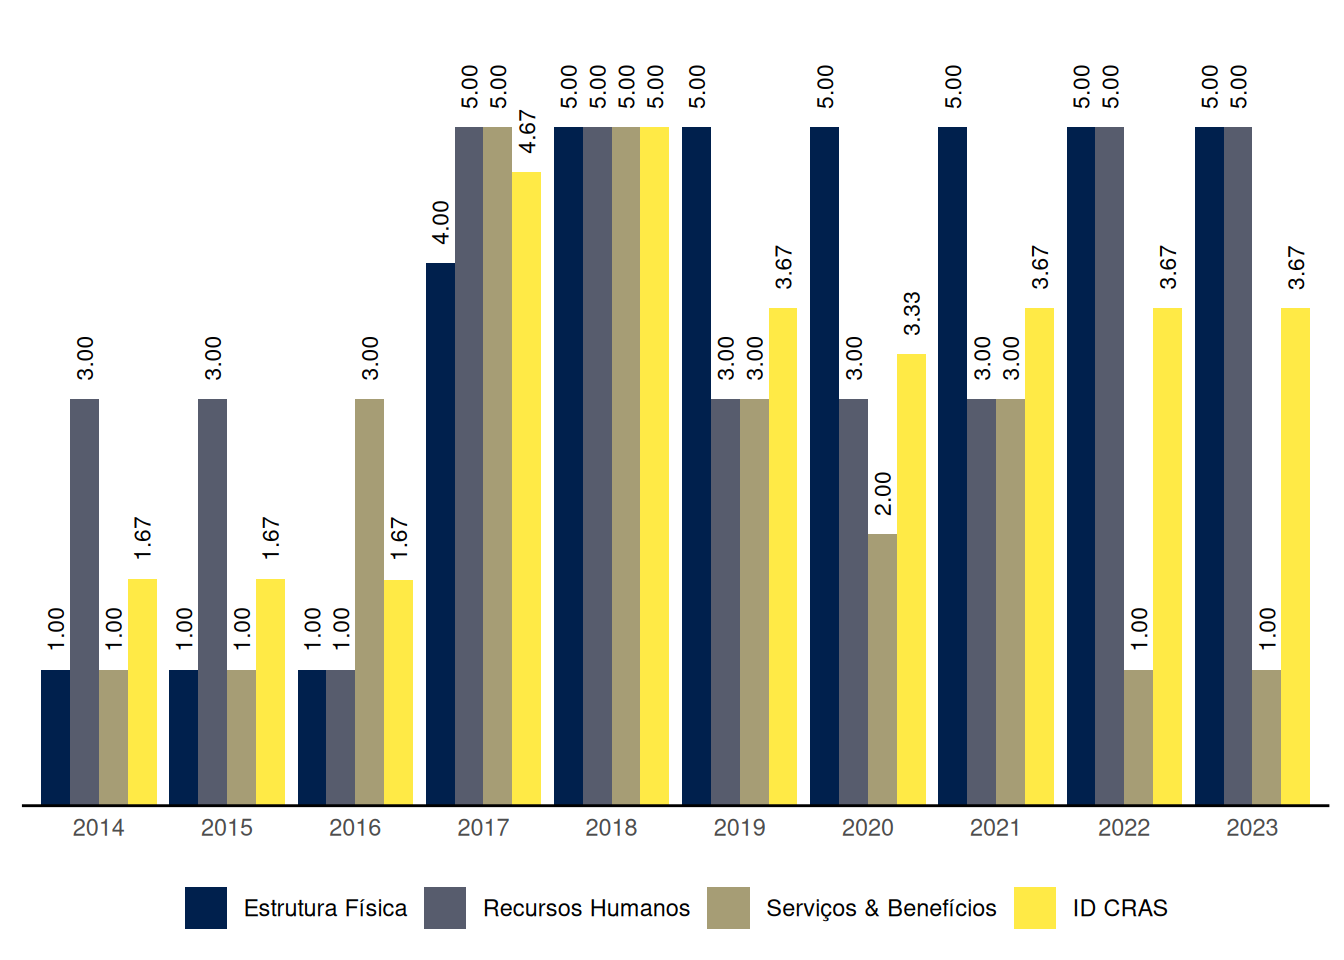 1.00 3.00 1.00 1.67
1.00 3.00 1.00 1.67
1.00 1.00 3.00 1.67
4.00 5.00 5.00 4.67
5.00 5.00 5.00 5.00
5.00 3.00 3.00 3.67
5.00 3.00 2.00 3.33
5.00 3.00 3.00 3.67
5.00 5.00 1.00 3.67
5.00 5.00 1.00 3.67
2014 2015 2016 2017 2018 2019 2020 2021 2022 2023
Estrutura Física Recursos Humanos Serviços & Benefícios ID CRAS